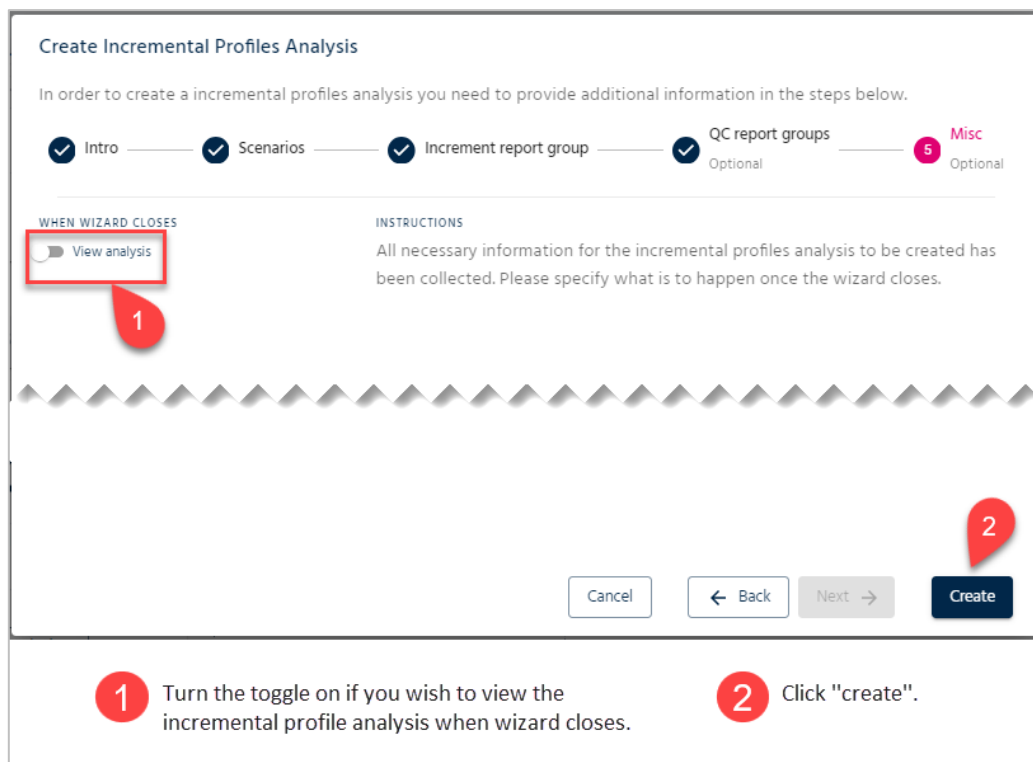 Create Incremental Profiles Analysis
In order to create a incremental profiles analysis you need to provide additional information in the steps below.
Intro
Scenarios
Increment report group
QC report groups
Optional
5
Misc
Optional
WHEN WIZARD CLOSES
View analysis
INSTRUCTIONS
All necessary information for the incremental profiles analysis to be created has
been collected. Please specify what is to happen once the wizard closes.
1
2
Cancel
← Back
Next →
Create
1
Turn the toggle on if you wish to view the
incremental profile analysis when wizard closes.
2
Click "create".